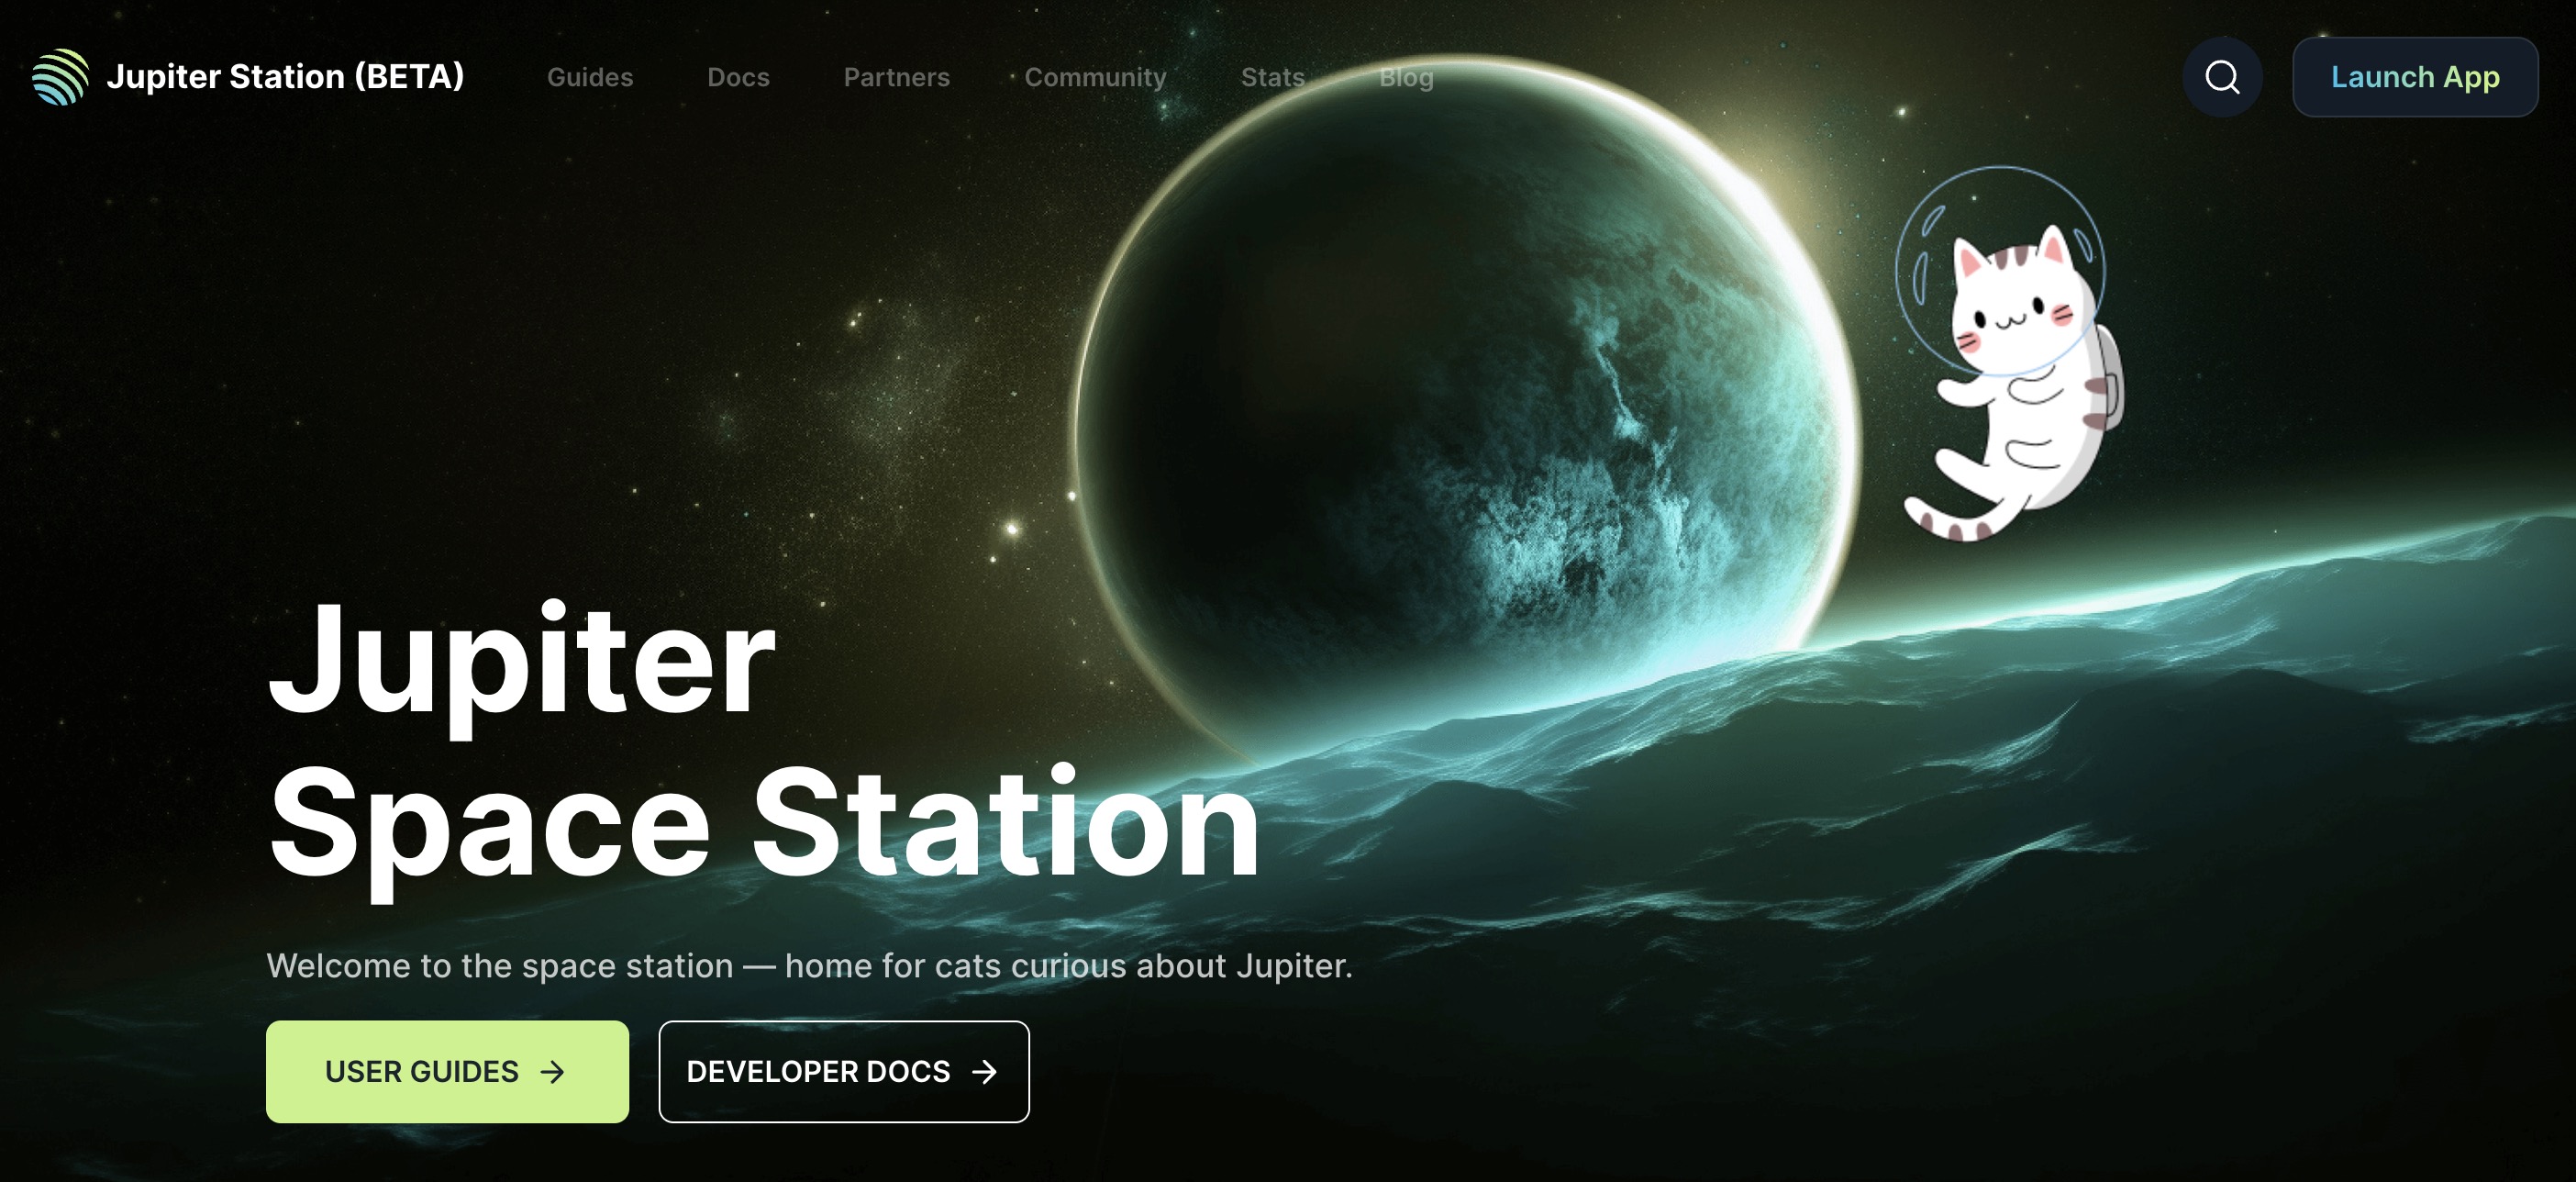 Jupiter Station (BETA)
Guides
Docs
Partners
Community
Stats
Blog
Launch App
Jupiter
Space Station
Welcome to the space station — home for cats curious about Jupiter.
USER GUIDES →
DEVELOPER DOCS →